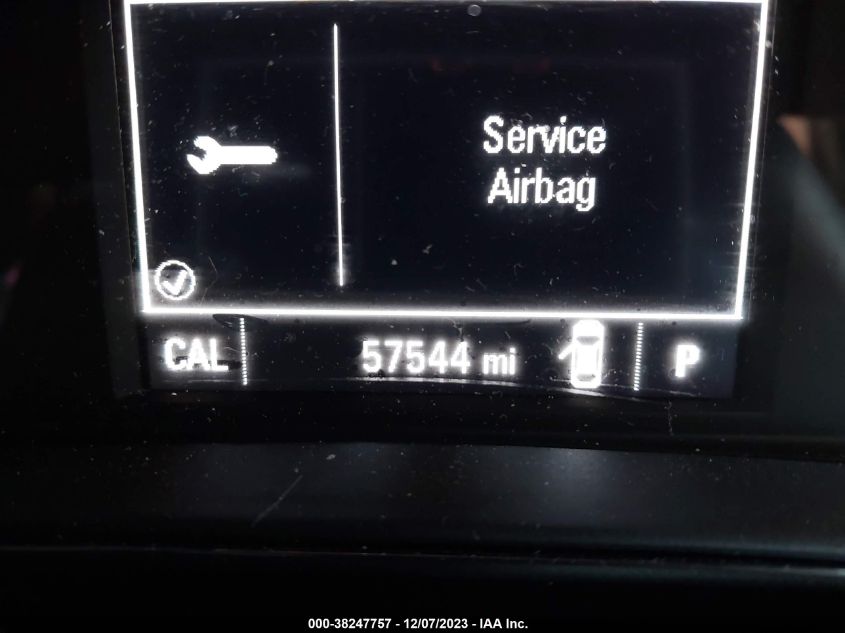 Service
Airbag
CAL 57544 mi P
000-38247757 - 12/07/2023 - IAA Inc.